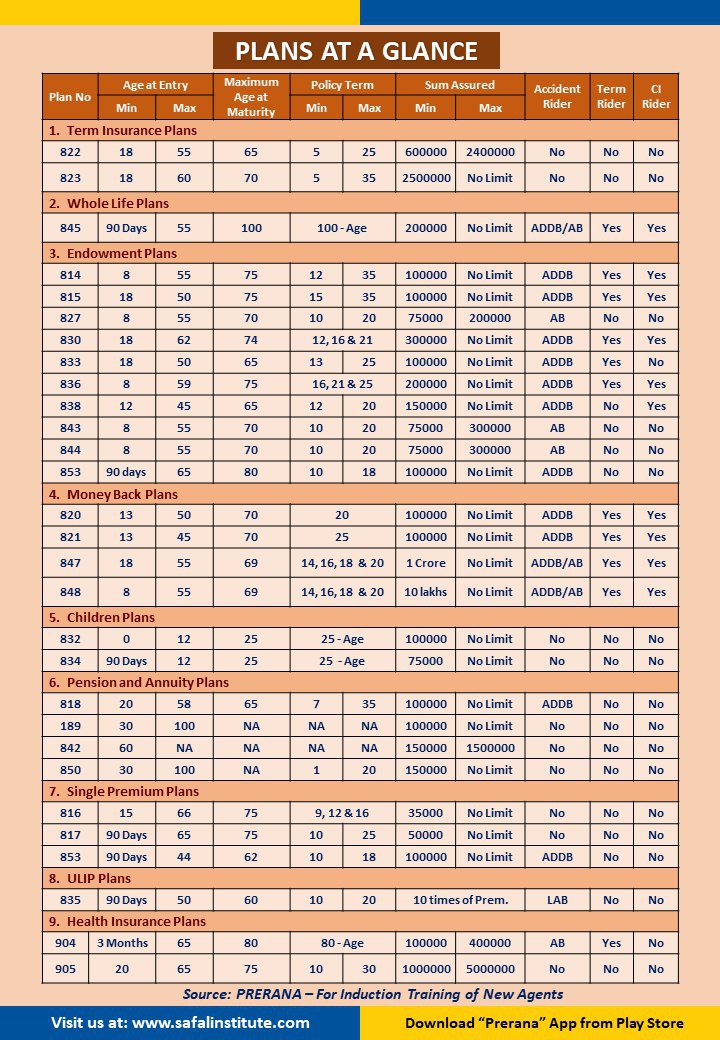 PLANS AT A GLANCE
Plan No | Age at Entry | Maximum Age at Maturity | Policy Term | Sum Assured | Accident Rider | Term Rider | CI Rider
Min | Max | Min | Max | Min | Max
1. Term Insurance Plans
822 | 18 | 55 | 65 | 5 | 25 | 600000 | 2400000 | No | No | No
823 | 18 | 60 | 70 | 5 | 35 | 2500000 | No Limit | No | No | No
2. Whole Life Plans
845 | 90 Days | 55 | 100 | 100 - Age | 200000 | No Limit | ADDB/AB | Yes | Yes
3. Endowment Plans
814 | 8 | 55 | 75 | 12 | 35 | 100000 | No Limit | ADDB | Yes | Yes
815 | 18 | 50 | 75 | 15 | 35 | 100000 | No Limit | ADDB | Yes | Yes
827 | 8 | 55 | 70 | 10 | 20 | 75000 | 200000 | AB | No | No
830 | 18 | 62 | 74 | 12, 16 & 21 | 300000 | No Limit | ADDB | Yes | Yes
833 | 18 | 50 | 65 | 13 | 25 | 100000 | No Limit | ADDB | No | No
836 | 8 | 59 | 75 | 16, 21 & 25 | 200000 | No Limit | ADDB | Yes | Yes
838 | 12 | 45 | 65 | 12 | 20 | 150000 | No Limit | ADDB | No | Yes
843 | 8 | 55 | 70 | 10 | 20 | 75000 | 300000 | AB | No | No
844 | 8 | 55 | 70 | 10 | 20 | 75000 | 300000 | AB | No | No
853 | 90 days | 65 | 80 | 10 | 18 | 100000 | No Limit | ADDB | No | No
4. Money Back Plans
820 | 13 | 50 | 70 | 20 | 100000 | No Limit | ADDB | Yes | Yes
821 | 13 | 45 | 70 | 25 | 100000 | No Limit | ADDB | Yes | Yes
847 | 18 | 55 | 69 | 14, 16, 18 & 20 | 1 Crore | No Limit | ADDB/AB | Yes | Yes
848 | 8 | 55 | 69 | 14, 16, 18 & 20 | 10 lakhs | No Limit | ADDB/AB | Yes | Yes
5. Children Plans
832 | 0 | 12 | 25 | 25 - Age | 100000 | No Limit | No | No | No
834 | 90 Days | 12 | 25 | 25 - Age | 75000 | No Limit | No | No | No
6. Pension and Annuity Plans
818 | 20 | 58 | 65 | 7 | 35 | 100000 | No Limit | ADDB | No | No
189 | 30 | 100 | NA | NA | NA | 100000 | No Limit | No | No | No
842 | 60 | NA | NA | NA | NA | 150000 | 1500000 | No | No | No
850 | 30 | 100 | NA | 1 | 20 | 150000 | No Limit | No | No | No
7. Single Premium Plans
816 | 15 | 66 | 75 | 9, 12 & 16 | 35000 | No Limit | No | No | No
817 | 90 Days | 65 | 75 | 10 | 25 | 50000 | No Limit | No | No | No
853 | 90 Days | 44 | 62 | 10 | 18 | 100000 | No Limit | ADDB | No | No
8. ULIP Plans
835 | 90 Days | 50 | 60 | 10 | 20 | 10 times of Prem. | LAB | No | No
9. Health Insurance Plans
904 | 3 Months | 65 | 80 | 80 - Age | 100000 | 400000 | AB | Yes | No
905 | 20 | 65 | 75 | 10 | 30 | 1000000 | 5000000 | No | No | No
Source: PRERANA – For Induction Training of New Agents
Visit us at: www.safalinstitute.com
Download “Prerana” App from Play Store